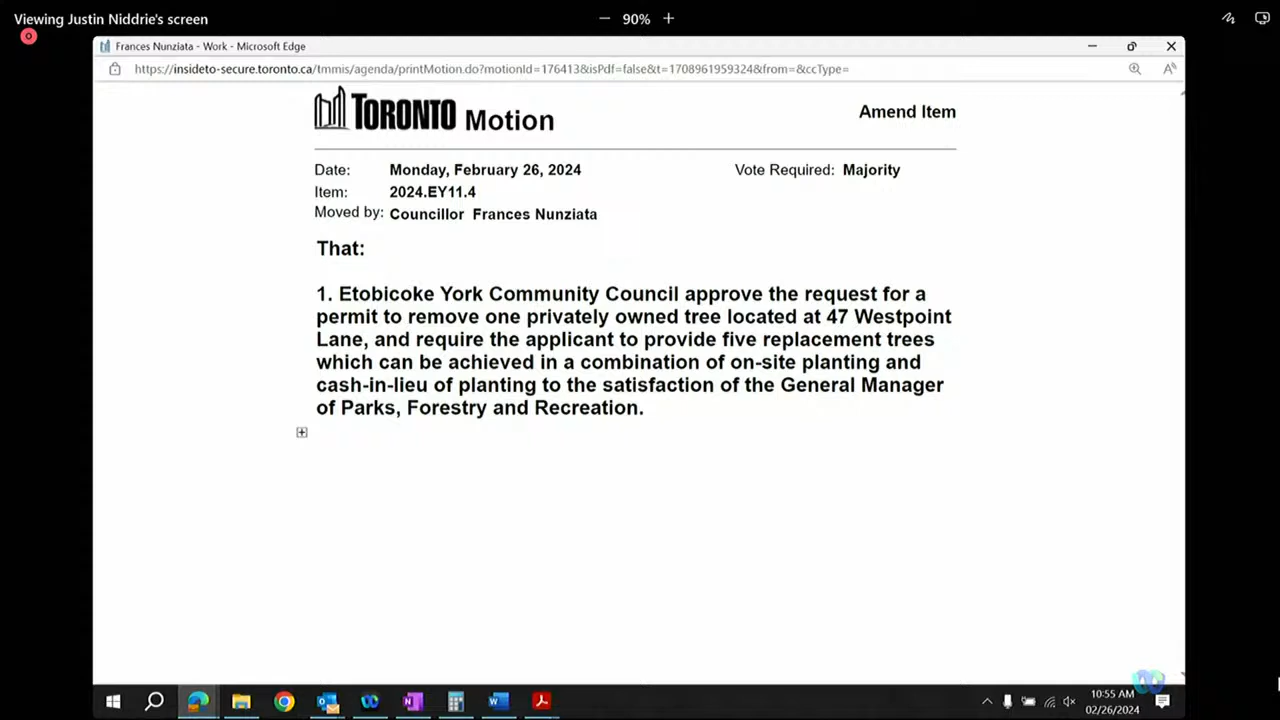 Viewing Justin Niddrie's screen
90%
Frances Nunziata - Work - Microsoft Edge
https://insideto-secure.toronto.ca/tmmis/agenda/printMotion.do?motionId=176413&isPdf=false&t=1708961959324&from=&ccType=
TORONTO Motion
Amend Item
Date: Monday, February 26, 2024
Vote Required: Majority
Item: 2024.EY11.4
Moved by: Councillor Frances Nunziata
That:
1. Etobicoke York Community Council approve the request for a
permit to remove one privately owned tree located at 47 Westpoint
Lane, and require the applicant to provide five replacement trees
which can be achieved in a combination of on-site planting and
cash-in-lieu of planting to the satisfaction of the General Manager
of Parks, Forestry and Recreation.
10:55 AM
02/26/2024